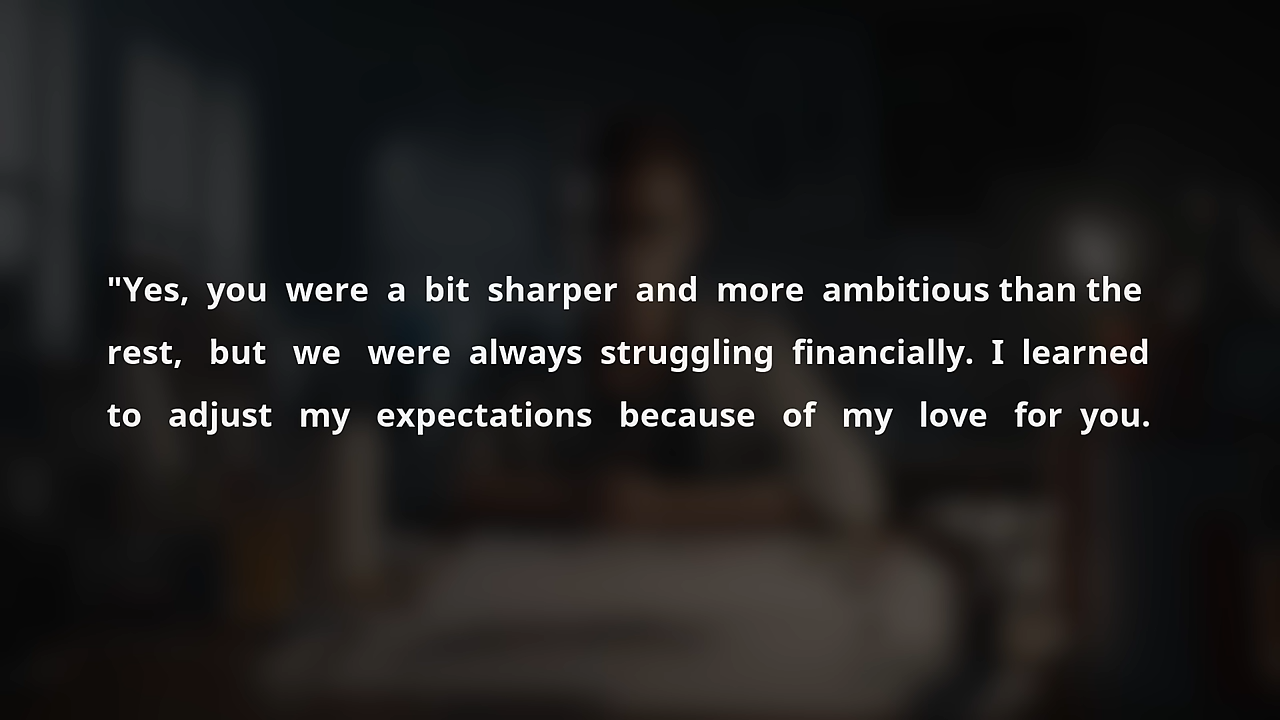 "Yes, you were a bit sharper and more ambitious than the
rest, but we were always struggling financially. I learned
to adjust my expectations because of my love for you.